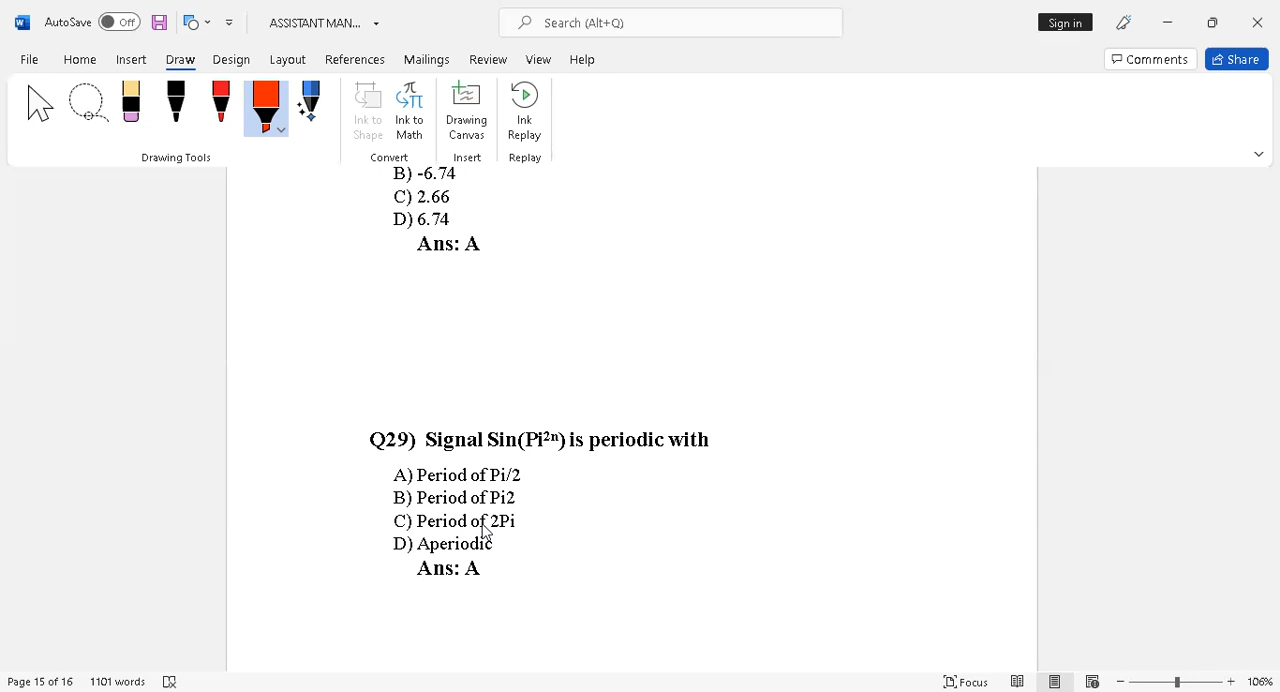 AutoSave Off ASSISTANT MAN... Search (Alt+Q) Sign in
File Home Insert Draw Design Layout References Mailings Review View Help Comments Share
Ink to Shape Ink to Math Drawing Canvas Ink Replay
Drawing Tools Convert Insert Replay
B) -6.74
C) 2.66
D) 6.74
Ans: A
Q29) Signal Sin(Pi²ⁿ) is periodic with
A) Period of Pi/2
B) Period of Pi2
C) Period of 2Pi
D) Aperiodic
Ans: A
Page 15 of 16 1101 words Focus 106%